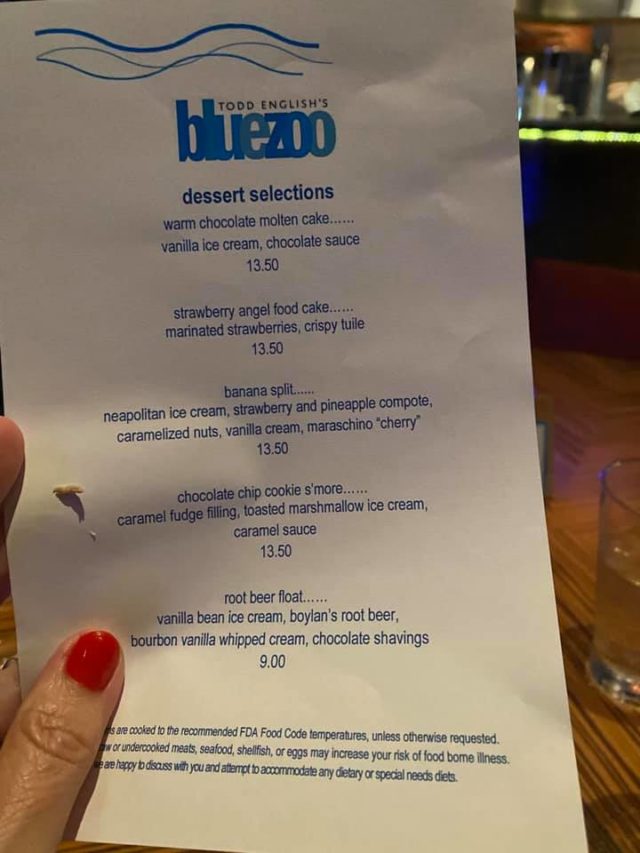 TODD ENGLISH'S
bluezoo
dessert selections
warm chocolate molten cake......
vanilla ice cream, chocolate sauce
13.50
strawberry angel food cake......
marinated strawberries, crispy tuile
13.50
banana split......
neapolitan ice cream, strawberry and pineapple compote,
caramelized nuts, vanilla cream, maraschino "cherry"
13.50
chocolate chip cookie s'more......
caramel fudge filling, toasted marshmallow ice cream,
caramel sauce
13.50
root beer float......
vanilla bean ice cream, boylan's root beer,
bourbon vanilla whipped cream, chocolate shavings
9.00
are cooked to the recommended FDA Food Code temperatures, unless otherwise requested.
or undercooked meats, seafood, shellfish, or eggs may increase your risk of food borne illness.
are happy to discuss with you and attempt to accommodate any dietary or special needs diets.